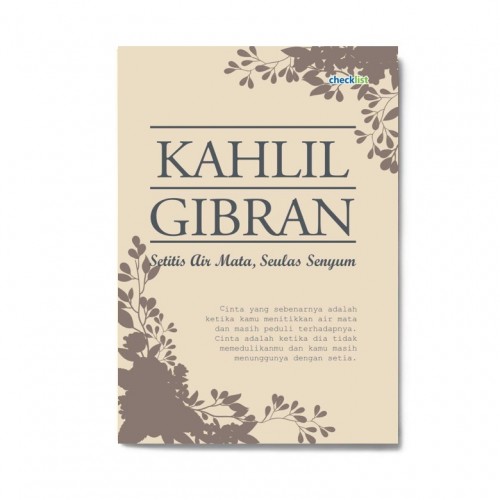 checklist
KAHLIL
GIBRAN
Setitis Air Mata, Seulas Senyum
Cinta yang sebenarnya adalah
ketika kamu menitikkan air mata
dan masih peduli terhadapnya.
Cinta adalah ketika dia tidak
memedulikanmu dan kamu masih
menunggunya dengan setia.